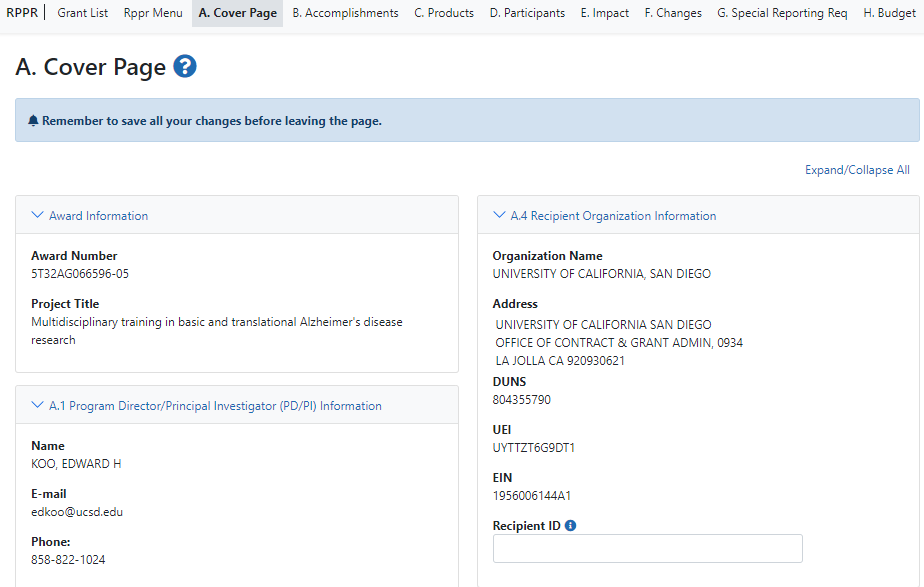 RPPR Grant List Rppr Menu A. Cover Page B. Accomplishments C. Products D. Participants E. Impact F. Changes G. Special Reporting Req H. Budget
A. Cover Page ?
Remember to save all your changes before leaving the page.
Expand/Collapse All
Award Information
Award Number
5T32AG066596-05
Project Title
Multidisciplinary training in basic and translational Alzheimer's disease
research
A.1 Program Director/Principal Investigator (PD/PI) Information
Name
KOO, EDWARD H
E-mail
edkoo@ucsd.edu
Phone:
858-822-1024
A.4 Recipient Organization Information
Organization Name
UNIVERSITY OF CALIFORNIA, SAN DIEGO
Address
UNIVERSITY OF CALIFORNIA SAN DIEGO
OFFICE OF CONTRACT & GRANT ADMIN, 0934
LA JOLLA CA 920930621
DUNS
804355790
UEI
UYTTZT6G9DT1
EIN
1956006144A1
Recipient ID i